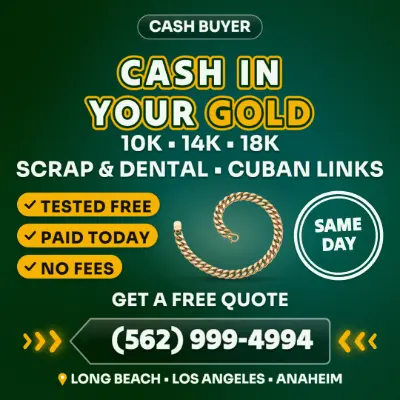 CASH BUYER
CASH IN
YOUR GOLD
10K ▪ 14K ▪ 18K
SCRAP & DENTAL ▪ CUBAN LINKS
✓ TESTED FREE
✓ PAID TODAY
✓ NO FEES
SAME
DAY
GET A FREE QUOTE
(562) 999-4994
LONG BEACH ▪ LOS ANGELES ▪ ANAHEIM